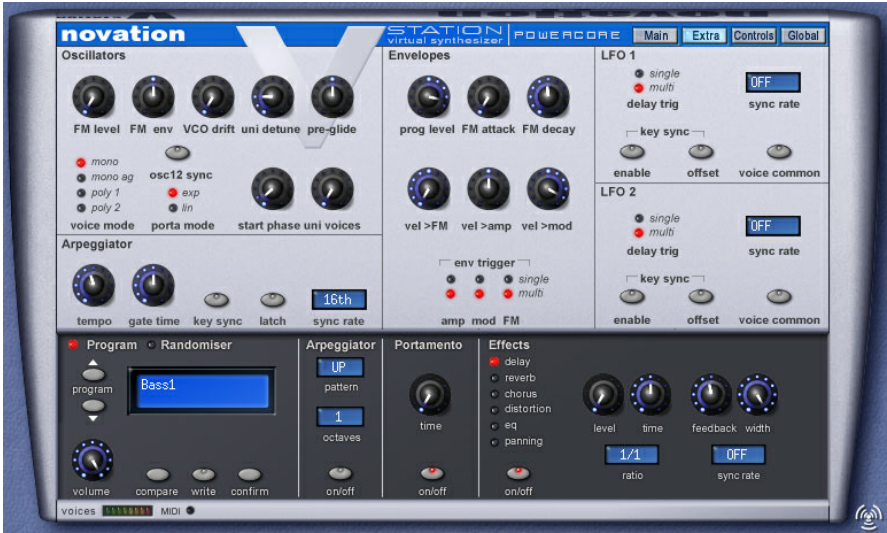 novation
STATION
virtual synthesizer
POWERCORE
Main Extra Controls Global
Oscillators
FM level FM env VCO drift uni detune pre-glide
mono
mono ag
poly 1
poly 2
voice mode
osc12 sync
exp
lin
porta mode
start phase uni voices
Arpeggiator
tempo gate time key sync latch
16th
sync rate
Envelopes
prog level FM attack FM decay
vel >FM vel >amp vel >mod
env trigger
single
multi
amp mod FM
LFO 1
single
multi
delay trig
OFF
sync rate
key sync
enable offset voice common
LFO 2
single
multi
delay trig
OFF
sync rate
key sync
enable offset voice common
Program Randomiser
program
Bass1
volume compare write confirm
Arpeggiator
UP
pattern
1
octaves
on/off
Portamento
time
on/off
Effects
delay
reverb
chorus
distortion
eq
panning
on/off
level time feedback width
1/1
ratio
OFF
sync rate
voices MIDI